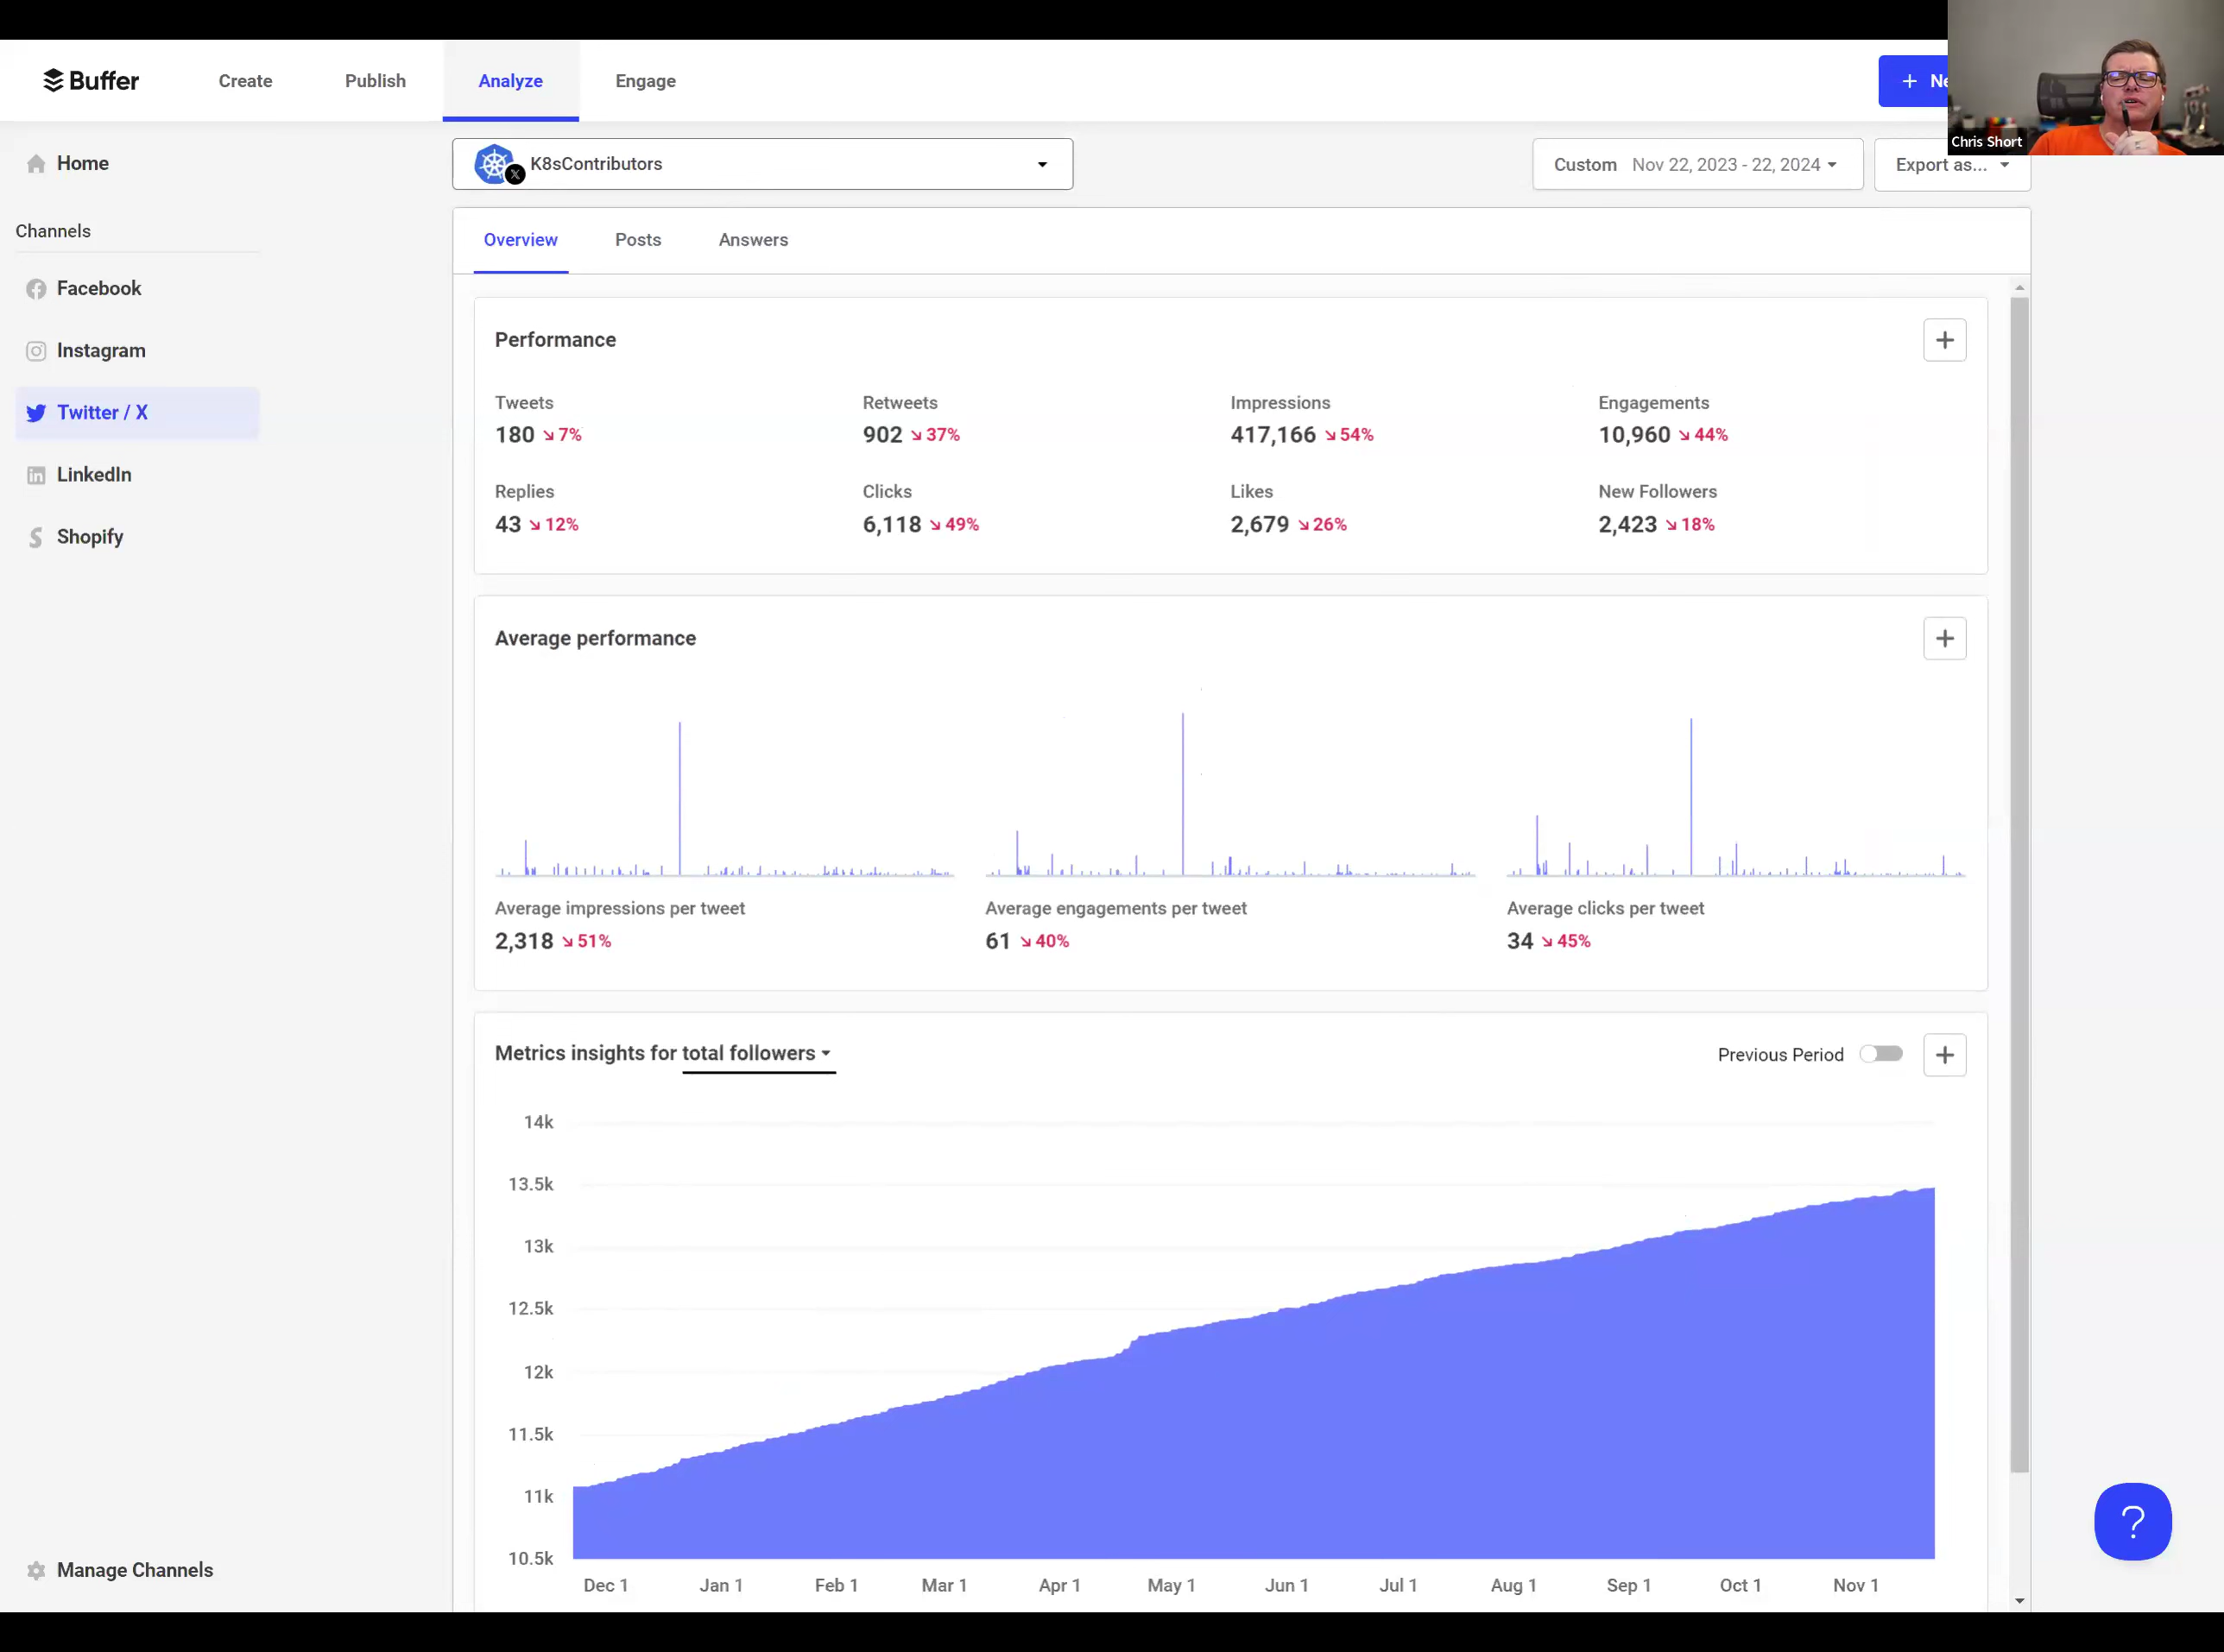 Buffer
Create
Publish
Analyze
Engage
+ Ne
Chris Short
Home
Channels
Facebook
Instagram
Twitter / X
LinkedIn
Shopify
Manage Channels
K8sContributors
Custom Nov 22, 2023 - 22, 2024
Export as...
Overview
Posts
Answers
Performance
Tweets
180 ↘ 7%
Retweets
902 ↘ 37%
Impressions
417,166 ↘ 54%
Engagements
10,960 ↘ 44%
Replies
43 ↘ 12%
Clicks
6,118 ↘ 49%
Likes
2,679 ↘ 26%
New Followers
2,423 ↘ 18%
Average performance
Average impressions per tweet
2,318 ↘ 51%
Average engagements per tweet
61 ↘ 40%
Average clicks per tweet
34 ↘ 45%
Metrics insights for total followers
Previous Period
14k
13.5k
13k
12.5k
12k
11.5k
11k
10.5k
Dec 1
Jan 1
Feb 1
Mar 1
Apr 1
May 1
Jun 1
Jul 1
Aug 1
Sep 1
Oct 1
Nov 1
?